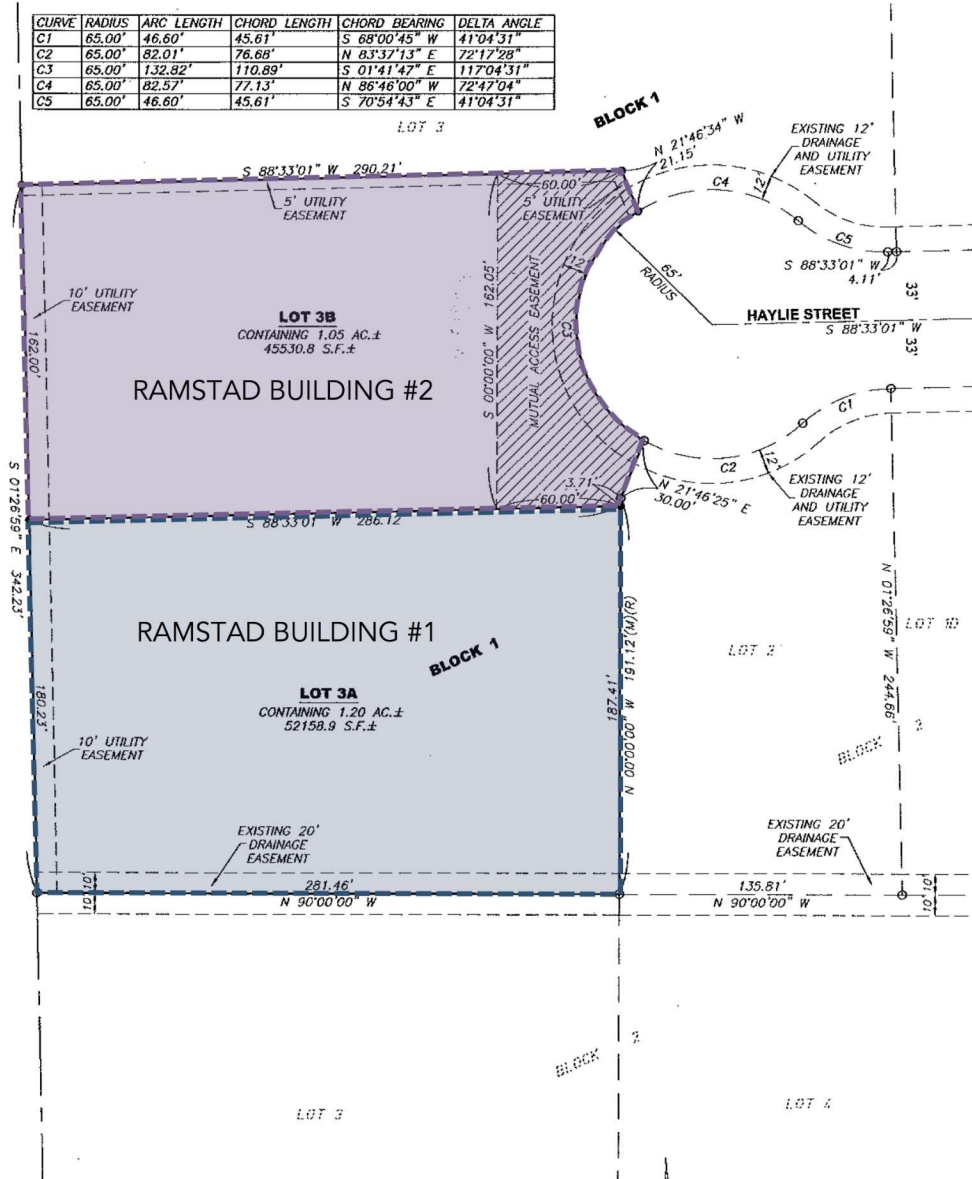 CURVE RADIUS ARC LENGTH CHORD LENGTH CHORD BEARING DELTA ANGLE
C1 65.00' 46.60' 45.61' S 68°00'45" W 41°04'31"
C2 65.00' 82.01' 76.68' N 83°37'13" E 72°17'28"
C3 65.00' 132.82' 110.89' S 01°41'47" E 117°04'31"
C4 65.00' 82.57' 77.13' N 86°46'00" W 72°47'04"
C5 65.00' 46.60' 45.61' S 70°54'43" E 41°04'31"
LOT 3
BLOCK 1
N 21°46'34" W
21.15'
EXISTING 12'
DRAINAGE
AND UTILITY
EASEMENT
S 88°33'01" W 290.21'
60.00'
C4
12'
5' UTILITY
EASEMENT
5' UTILITY
EASEMENT
C5
S 88°33'01" W
4.11'
12'
65'
RADIUS
10' UTILITY
EASEMENT
33'
HAYLIE STREET
S 88°33'01" W
33'
LOT 3B
CONTAINING 1.05 AC.±
45530.8 S.F.±
S 00°00'00" W 162.05'
MUTUAL ACCESS EASEMENT
C3
162.00'
RAMSTAD BUILDING #2
C1
C2
12'
S 01°26'59" E 342.23'
3.71'
60.00'
N 21°46'25" E
30.00'
EXISTING 12'
DRAINAGE
AND UTILITY
EASEMENT
S 88°33'01 W 286.12
RAMSTAD BUILDING #1
BLOCK 1
N 00°00'00" W 191.12'(M)(R)
187.41'
LOT 2
N 01°26'59" W 244.66'
LOT 1D
LOT 3A
CONTAINING 1.20 AC.±
52158.9 S.F.±
180.23'
10' UTILITY
EASEMENT
BLOCK 2
EXISTING 20'
DRAINAGE
EASEMENT
EXISTING 20'
DRAINAGE
EASEMENT
10' 10'
281.46'
N 90°00'00" W
135.81'
N 90°00'00" W
10' 10'
BLOCK 2
LOT 3
LOT 4